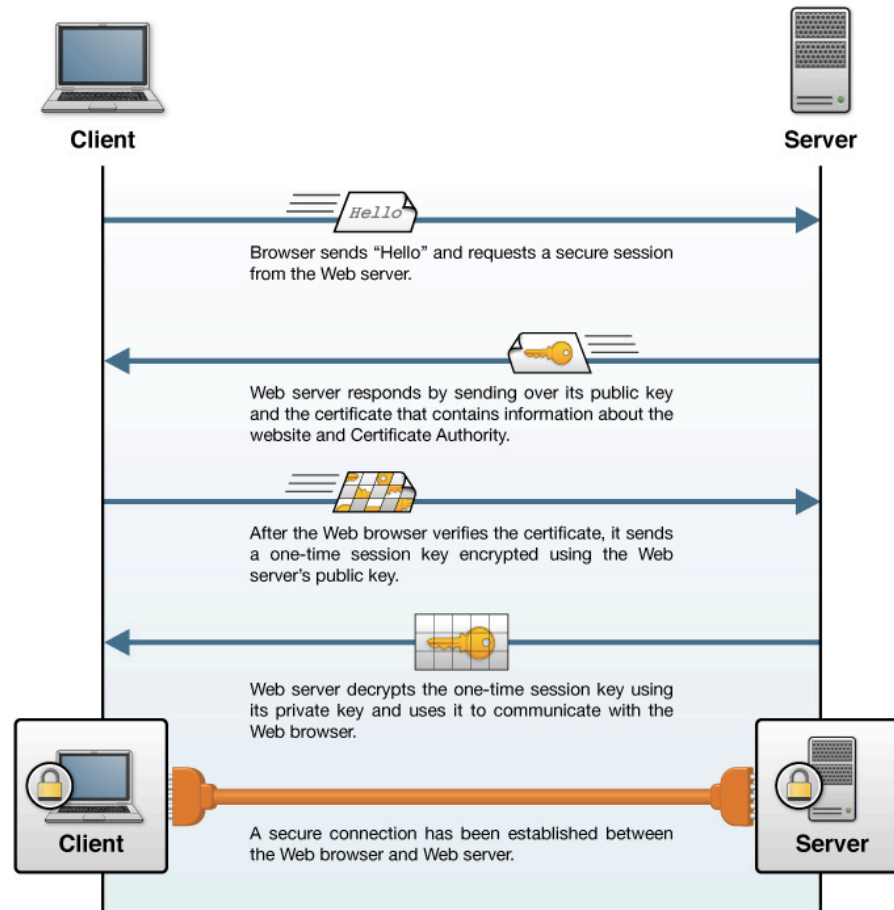 Client
Server
Hello
Browser sends “Hello” and requests a secure session
from the Web server.
Web server responds by sending over its public key
and the certificate that contains information about the
website and Certificate Authority.
After the Web browser verifies the certificate, it sends
a one-time session key encrypted using the Web
server’s public key.
Web server decrypts the one-time session key using
its private key and uses it to communicate with the
Web browser.
Client
Server
A secure connection has been established between
the Web browser and Web server.